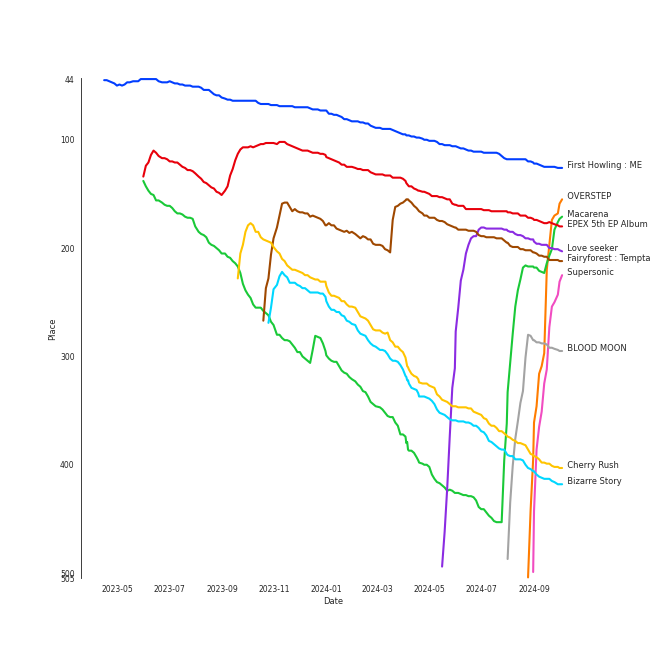 44
100
200
300
400
500
505
Place
2023-05
2023-07
2023-09
2023-11
2024-01
2024-03
2024-05
2024-07
2024-09
Date
First Howling : ME
OVERSTEP
Macarena
EPEX 5th EP Album
Love seeker
Fairyforest : Tempta
Supersonic
BLOOD MOON
Cherry Rush
Bizarre Story